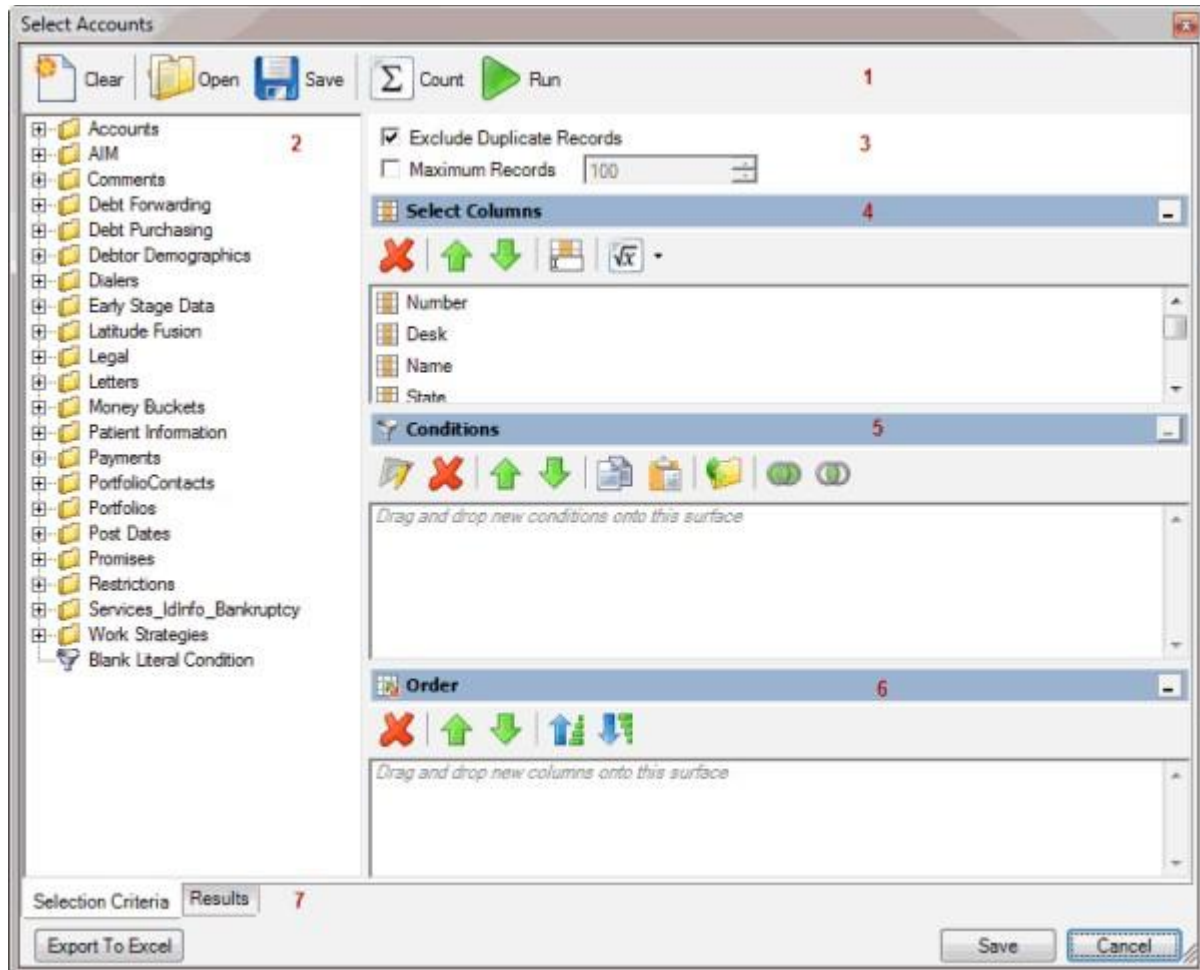 Select Accounts
Clear Open Save Σ Count Run 1
Accounts
AIM
Comments
Debt Forwarding
Debt Purchasing
Debtor Demographics
Dialers
Early Stage Data
Latitude Fusion
Legal
Letters
Money Buckets
Patient Information
Payments
PortfolioContacts
Portfolios
Post Dates
Promises
Restrictions
Services_IdInfo_Bankruptcy
Work Strategies
Blank Literal Condition
2
Exclude Duplicate Records 3
Maximum Records 100
Select Columns 4
√x
Number
Desk
Name
State
Conditions 5
Drag and drop new conditions onto this surface
Order 6
Drag and drop new columns onto this surface
Selection Criteria Results 7
Export To Excel Save Cancel